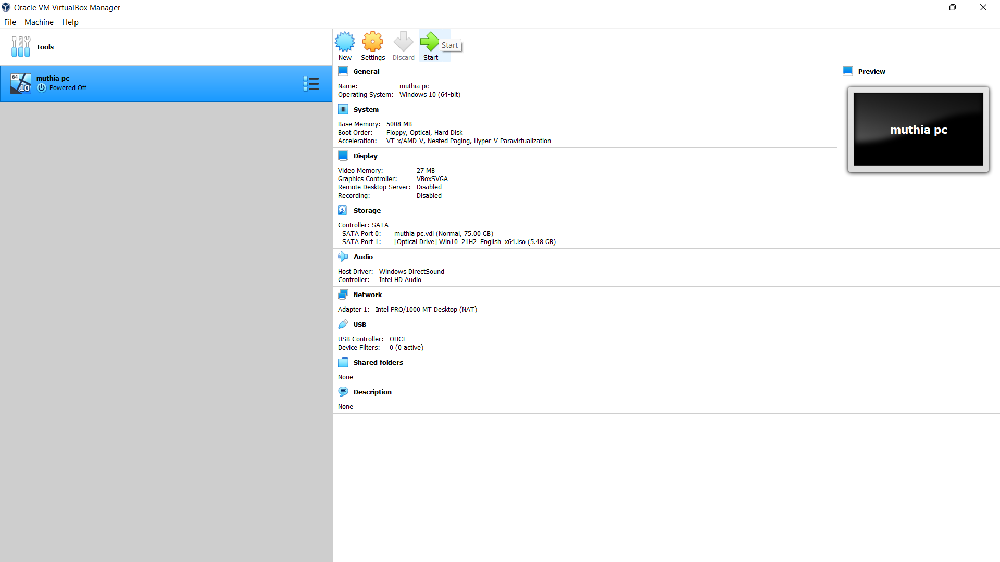 Oracle VM VirtualBox Manager
File Machine Help
Tools
New Settings Discard Start
Start
64
10
muthia pc
Powered Off
General
Name: muthia pc
Operating System: Windows 10 (64-bit)
System
Base Memory: 5008 MB
Boot Order: Floppy, Optical, Hard Disk
Acceleration: VT-x/AMD-V, Nested Paging, Hyper-V Paravirtualization
Display
Video Memory: 27 MB
Graphics Controller: VBoxSVGA
Remote Desktop Server: Disabled
Recording: Disabled
Preview
muthia pc
Storage
Controller: SATA
SATA Port 0: muthia pc.vdi (Normal, 75.00 GB)
SATA Port 1: [Optical Drive] Win10_21H2_English_x64.iso (5.48 GB)
Audio
Host Driver: Windows DirectSound
Controller: Intel HD Audio
Network
Adapter 1: Intel PRO/1000 MT Desktop (NAT)
USB
USB Controller: OHCI
Device Filters: 0 (0 active)
Shared folders
None
Description
None